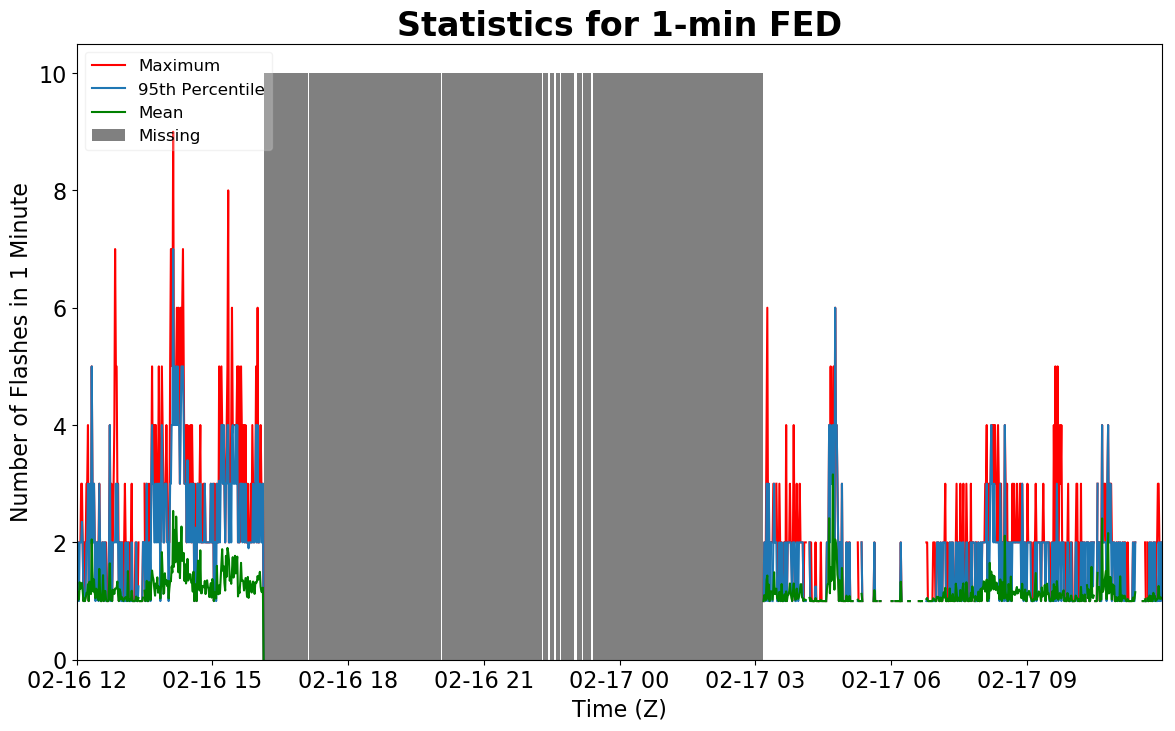 Statistics for 1-min FED
Maximum
95th Percentile
Mean
Missing
Number of Flashes in 1 Minute
10
8
6
4
2
0
02-16 12
02-16 15
02-16 18
02-16 21
02-17 00
02-17 03
02-17 06
02-17 09
Time (Z)